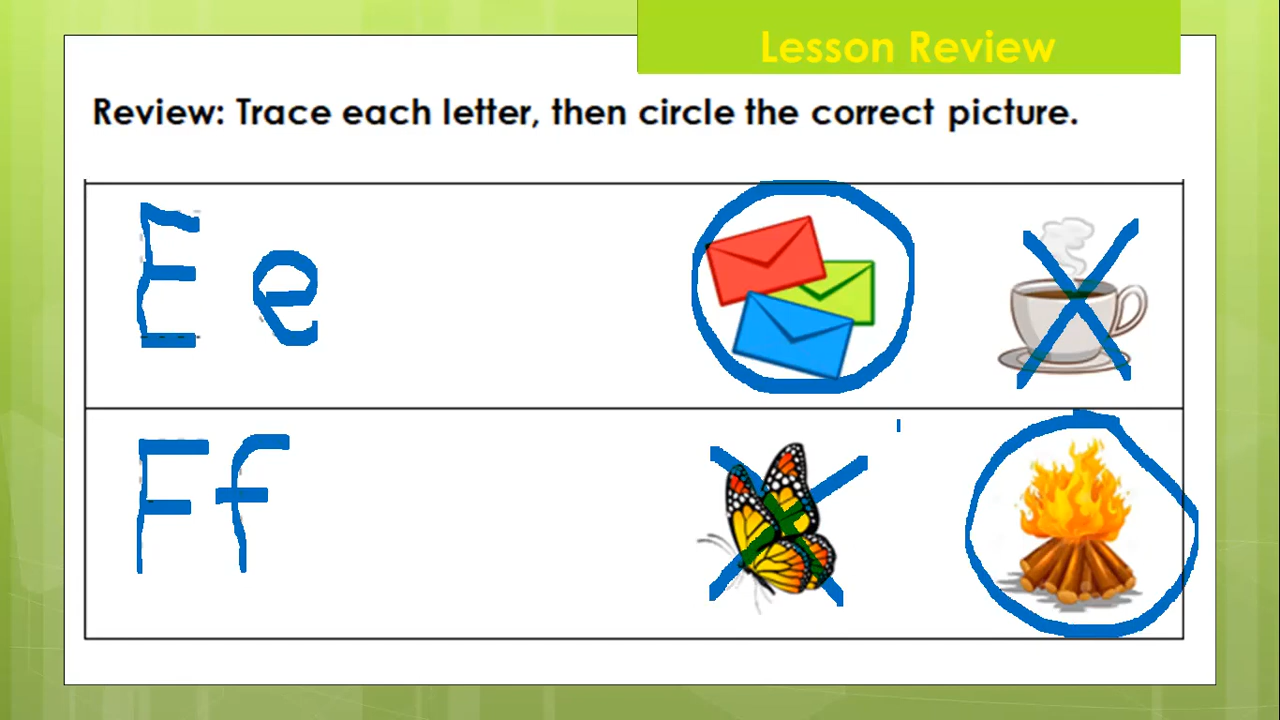 Lesson Review
Review: Trace each letter, then circle the correct picture.
E e
F f